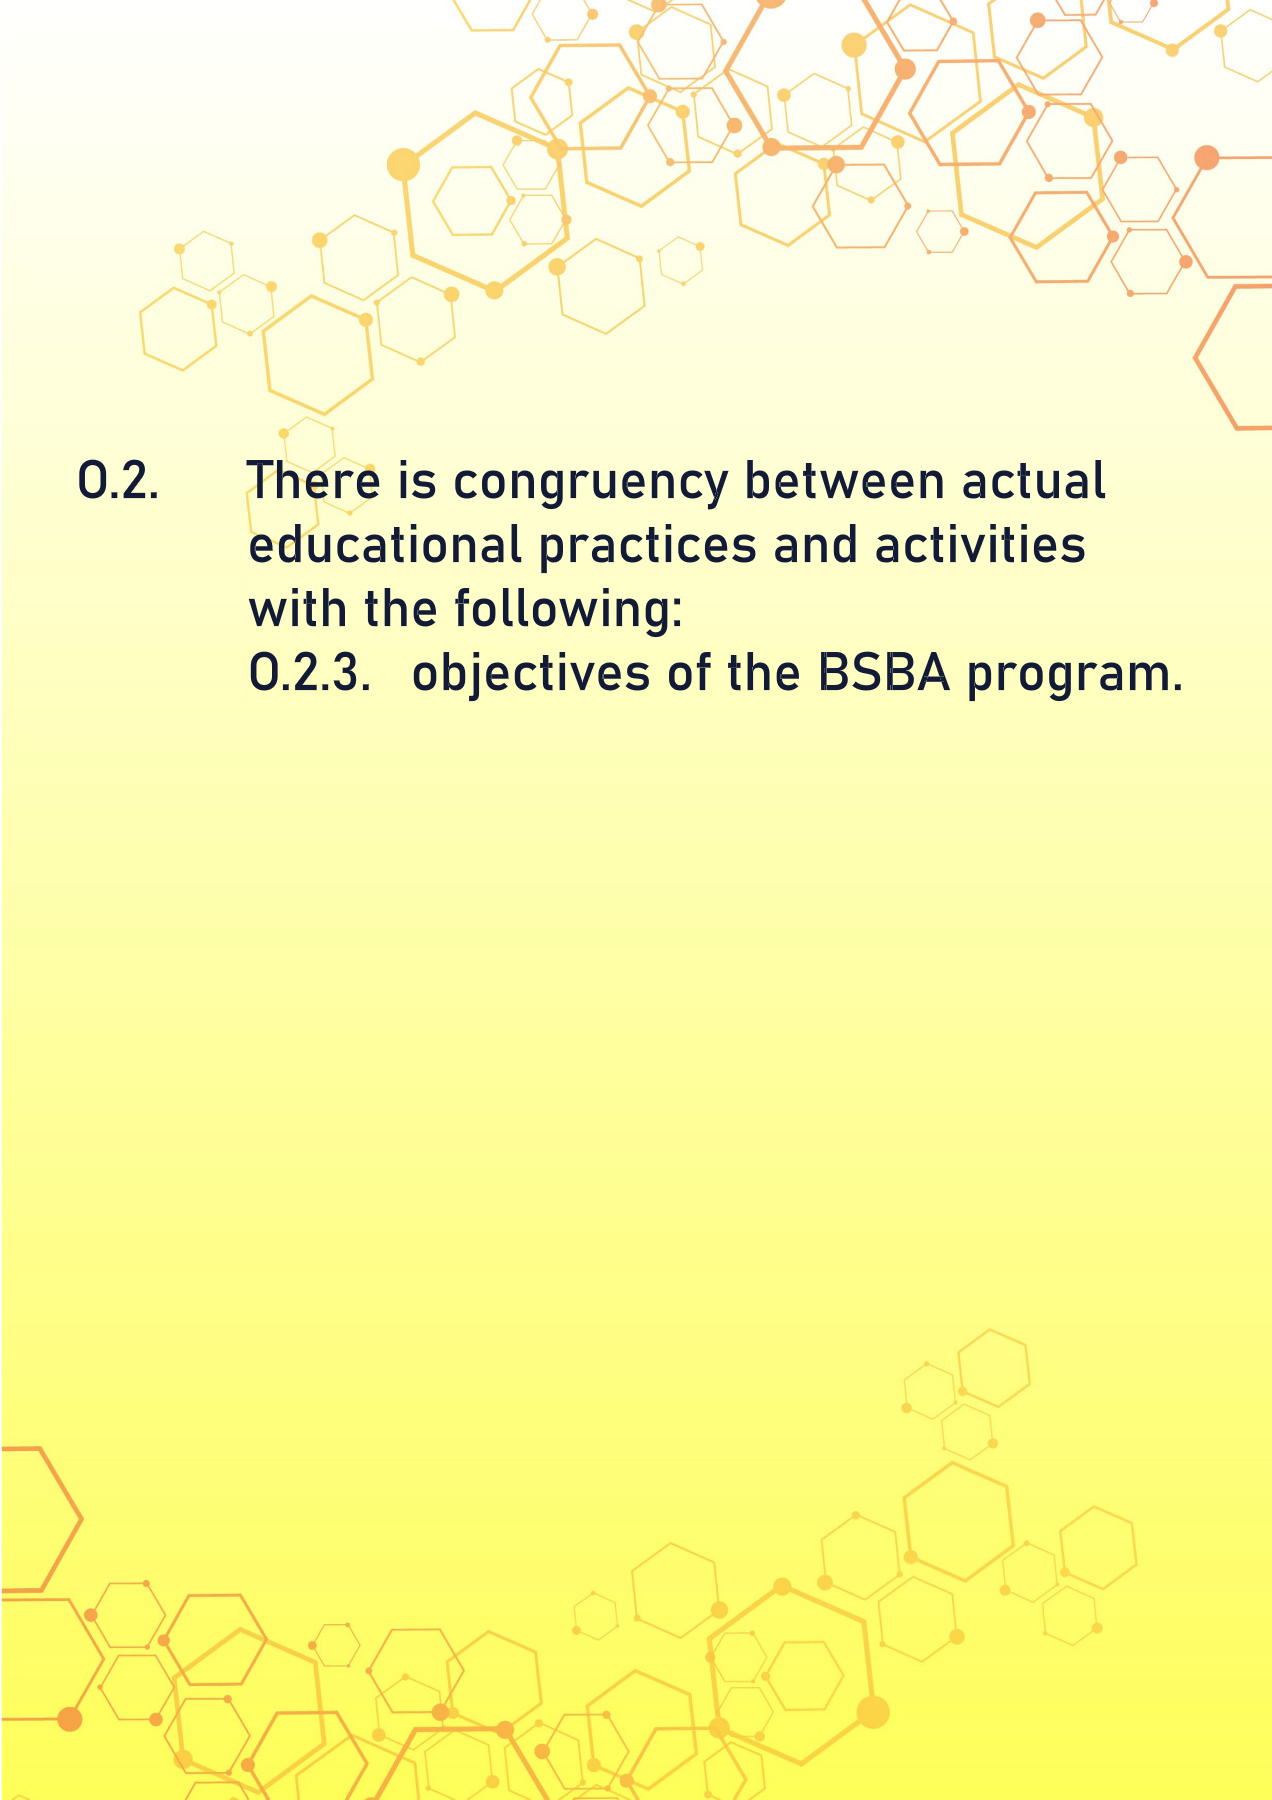 O.2. There is congruency between actual
educational practices and activities
with the following:
O.2.3. objectives of the BSBA program.